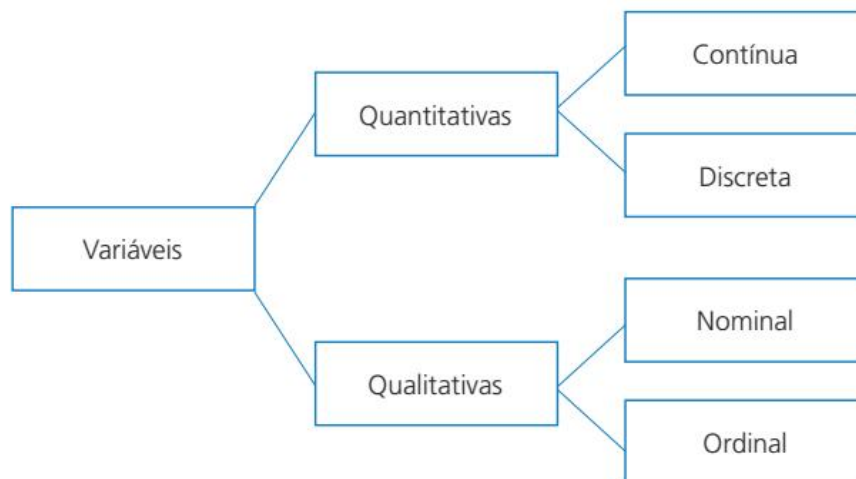 Variáveis
Quantitativas
Contínua
Discreta
Qualitativas
Nominal
Ordinal